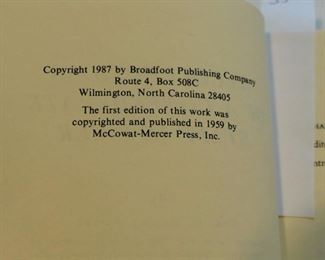 Copyright 1987 by Broadfoot Publishing Company
Route 4, Box 508C
Wilmington, North Carolina 28405
The first edition of this work was
copyrighted and published in 1959 by
McCowat-Mercer Press, Inc.